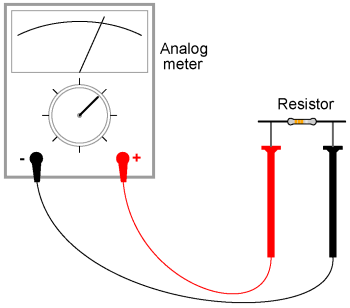 Analog
meter
Resistor
- +